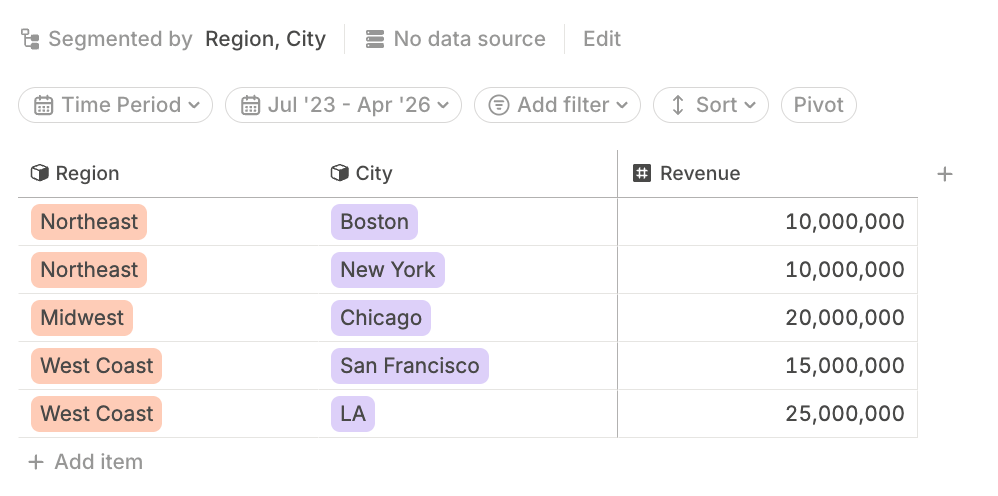 Segmented by Region, City No data source Edit
Time Period Jul '23 - Apr '26 Add filter Sort Pivot
Region City Revenue +
Northeast Boston 10,000,000
Northeast New York 10,000,000
Midwest Chicago 20,000,000
West Coast San Francisco 15,000,000
West Coast LA 25,000,000
+ Add item